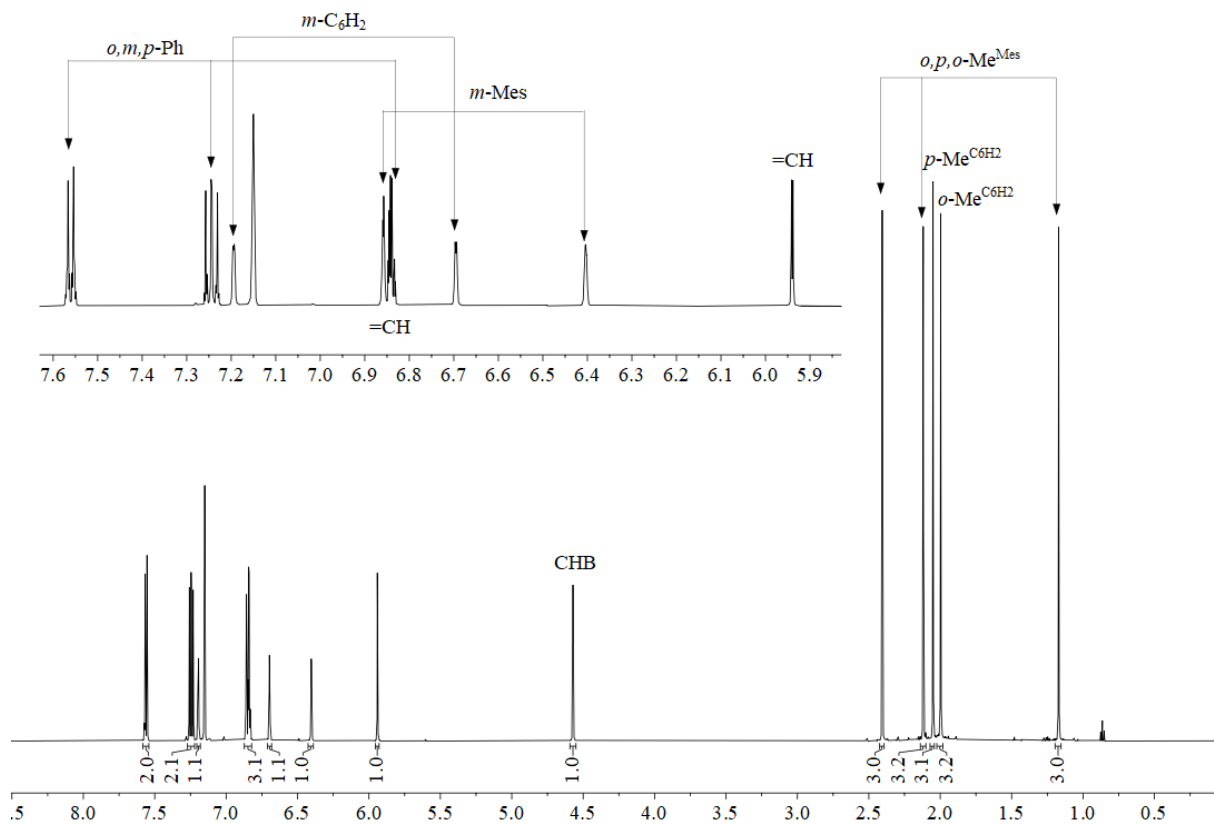 m-C6H2
o,m,p-Ph
o,p,o-MeMes
m-Mes
=CH
p-MeC6H2
o-MeC6H2
=CH
7.6 7.5 7.4 7.3 7.2 7.1 7.0 6.9 6.8 6.7 6.6 6.5 6.4 6.3 6.2 6.1 6.0 5.9
CHB
2.0 2.1 1.1 3.1 1.1 1.0 1.0 1.0 3.0 3.2 3.1 3.2 3.0
.5 8.0 7.5 7.0 6.5 6.0 5.5 5.0 4.5 4.0 3.5 3.0 2.5 2.0 1.5 1.0 0.5 0.0